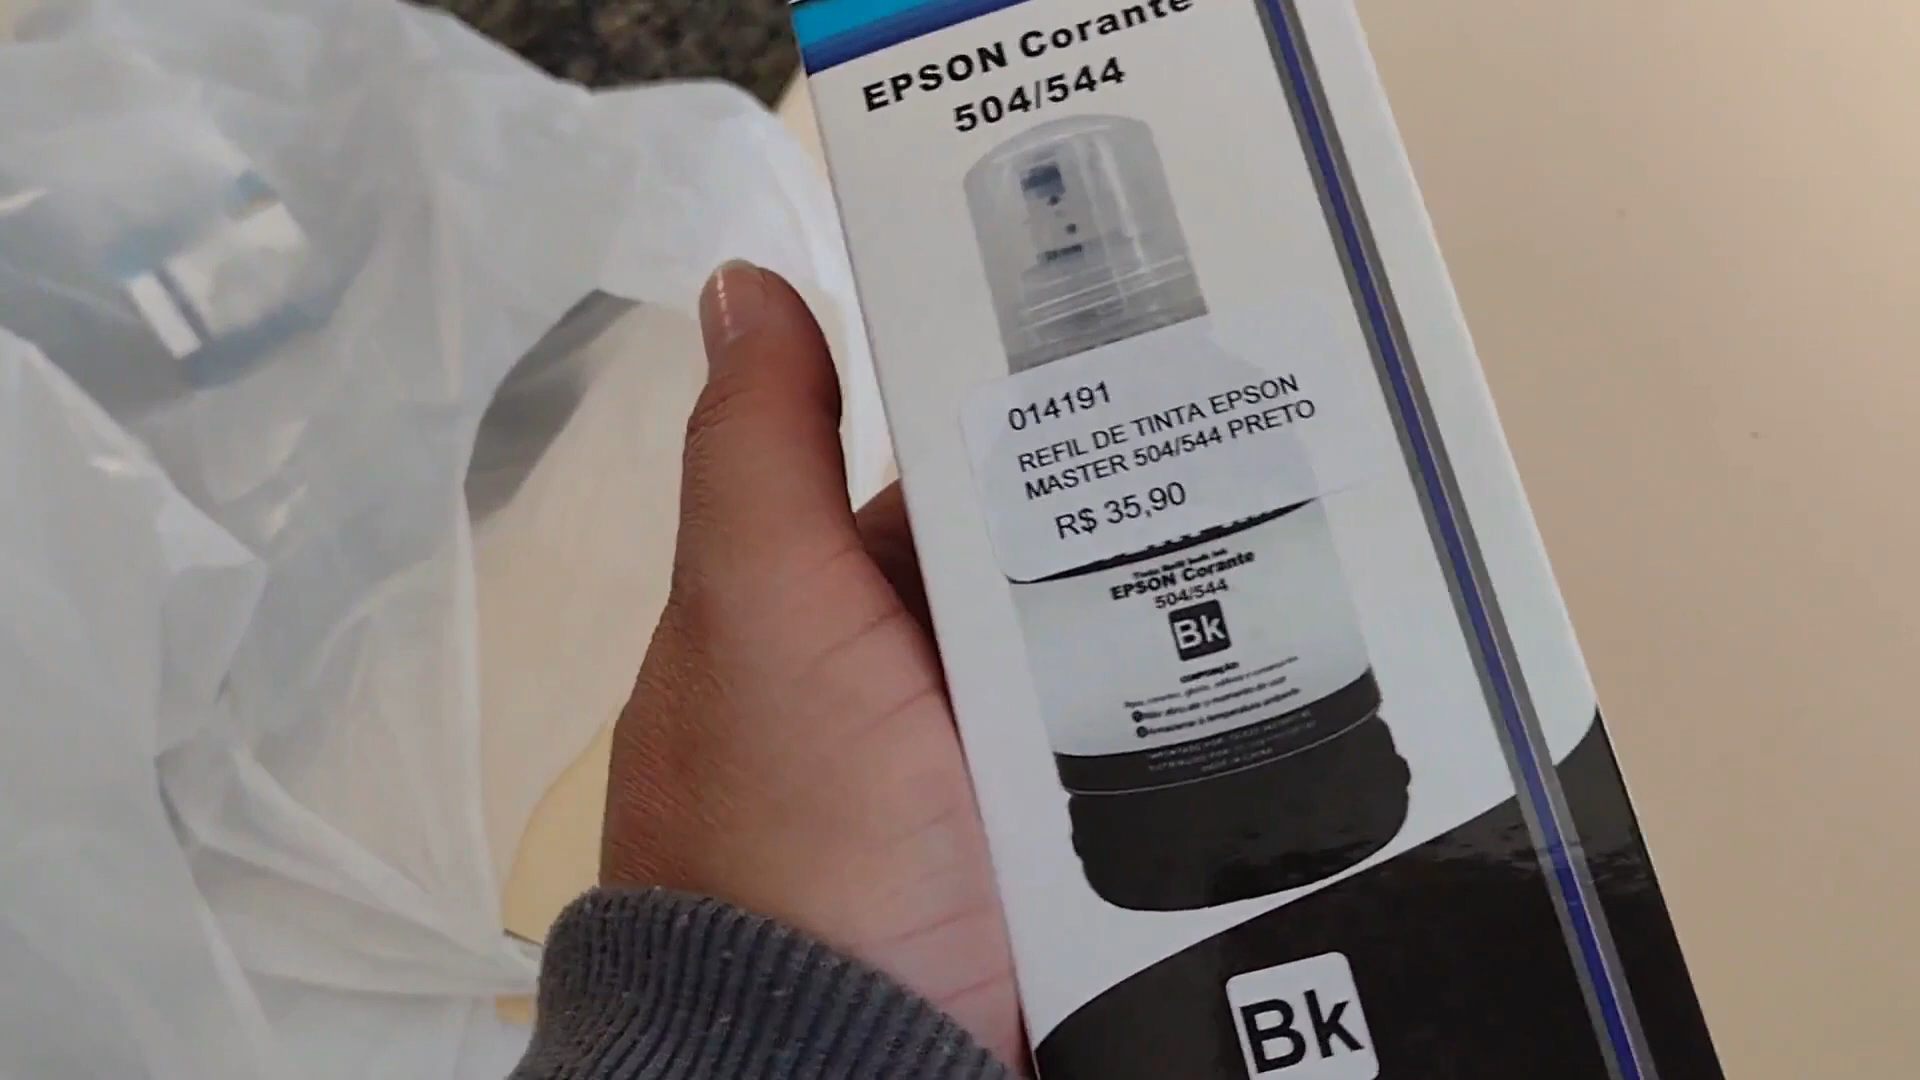 EPSON Corante
504/544
014191
REFIL DE TINTA EPSON
MASTER 504/544 PRETO
R$ 35,90
EPSON Corante
504/544
Bk
COMPOSIÇÃO
Bk